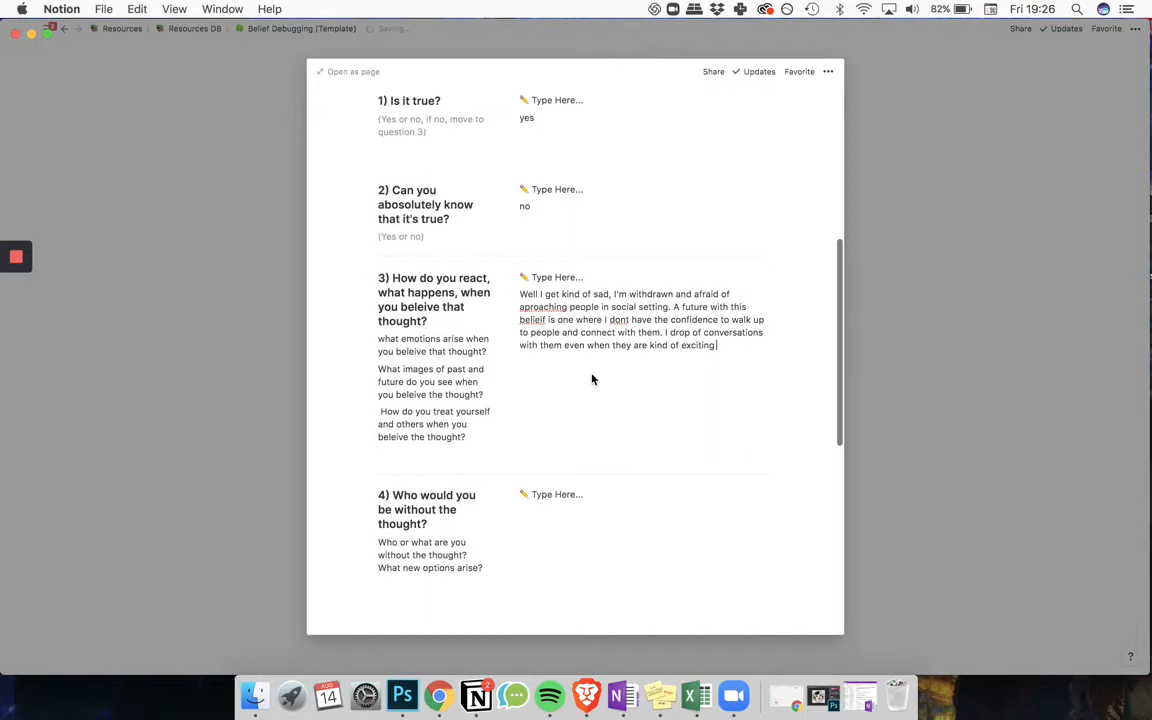 Notion File Edit View Window Help 82% Fri 19:26
Resources Resources DB Belief Debugging [Template] Saving... Share Updates Favorite
Open as page Share Updates Favorite
1) Is it true?
(Yes or no, if no, move to
question 3)
Type Here...
yes
2) Can you
abosolutely know
that it's true?
(Yes or no)
Type Here...
no
3) How do you react,
what happens, when
you beleive that
thought?
what emotions arise when
you beleive that thought?
What images of past and
future do you see when
you beleive the thought?
How do you treat yourself
and others when you
beleive the thought?
Type Here...
Well I get kind of sad, I'm withdrawn and afraid of
aproaching people in social setting. A future with this
belieif is one where I dont have the confidence to walk up
to people and connect with them. I drop of conversations
with them even when they are kind of exciting
4) Who would you
be without the
thought?
Who or what are you
without the thought?
What new options arise?
Type Here...
?
AUG
14
Ps
2